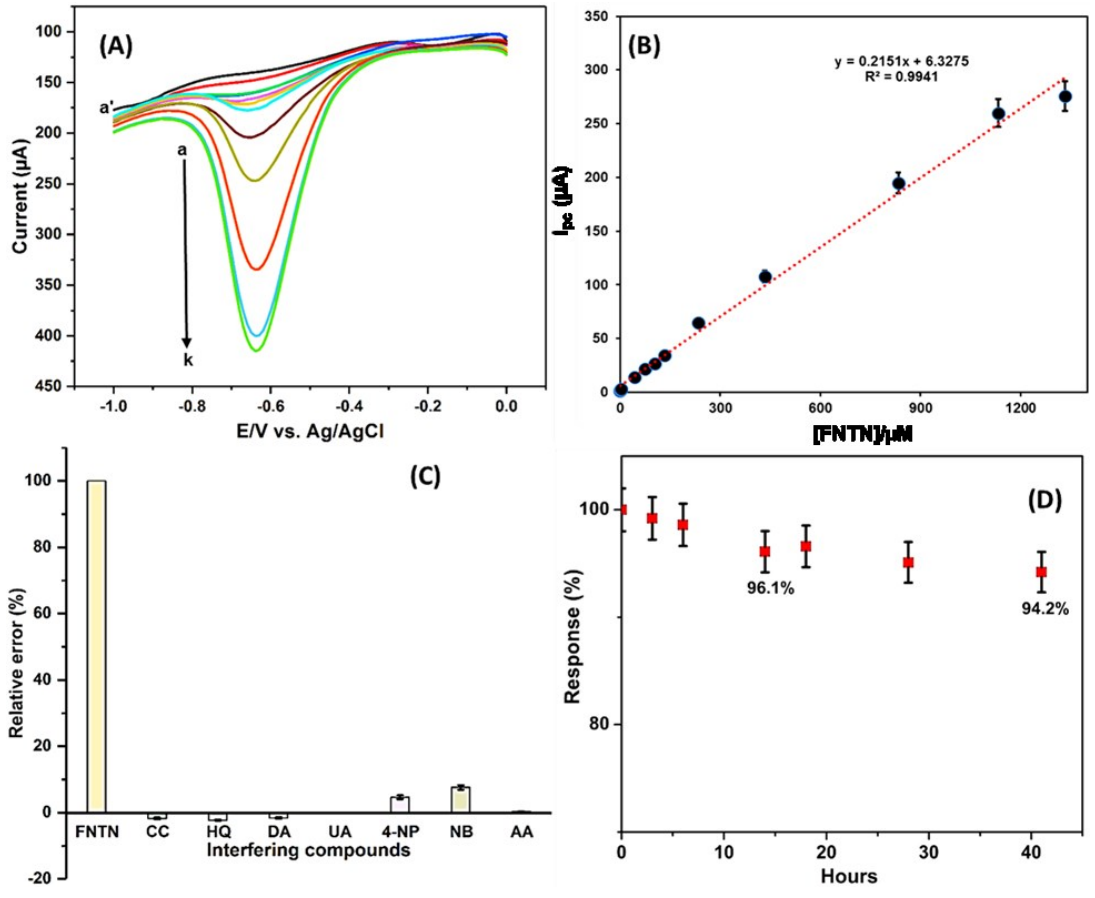 (A)
100
150
200
250
300
350
400
450
a'
a
k
Current (µA)
-1.0 -0.8 -0.6 -0.4 -0.2 0.0
E/V vs. Ag/AgCl
(B)
y = 0.2151x + 6.3275
R² = 0.9941
350
300
250
200
150
100
50
0
Ipc (µA)
0 300 600 900 1200
[FNTN]/µM
(C)
100
80
60
40
20
0
-20
Relative error (%)
FNTN CC HQ DA UA 4-NP NB AA
Interfering compounds
(D)
100
80
Response (%)
96.1%
94.2%
0 10 20 30 40
Hours